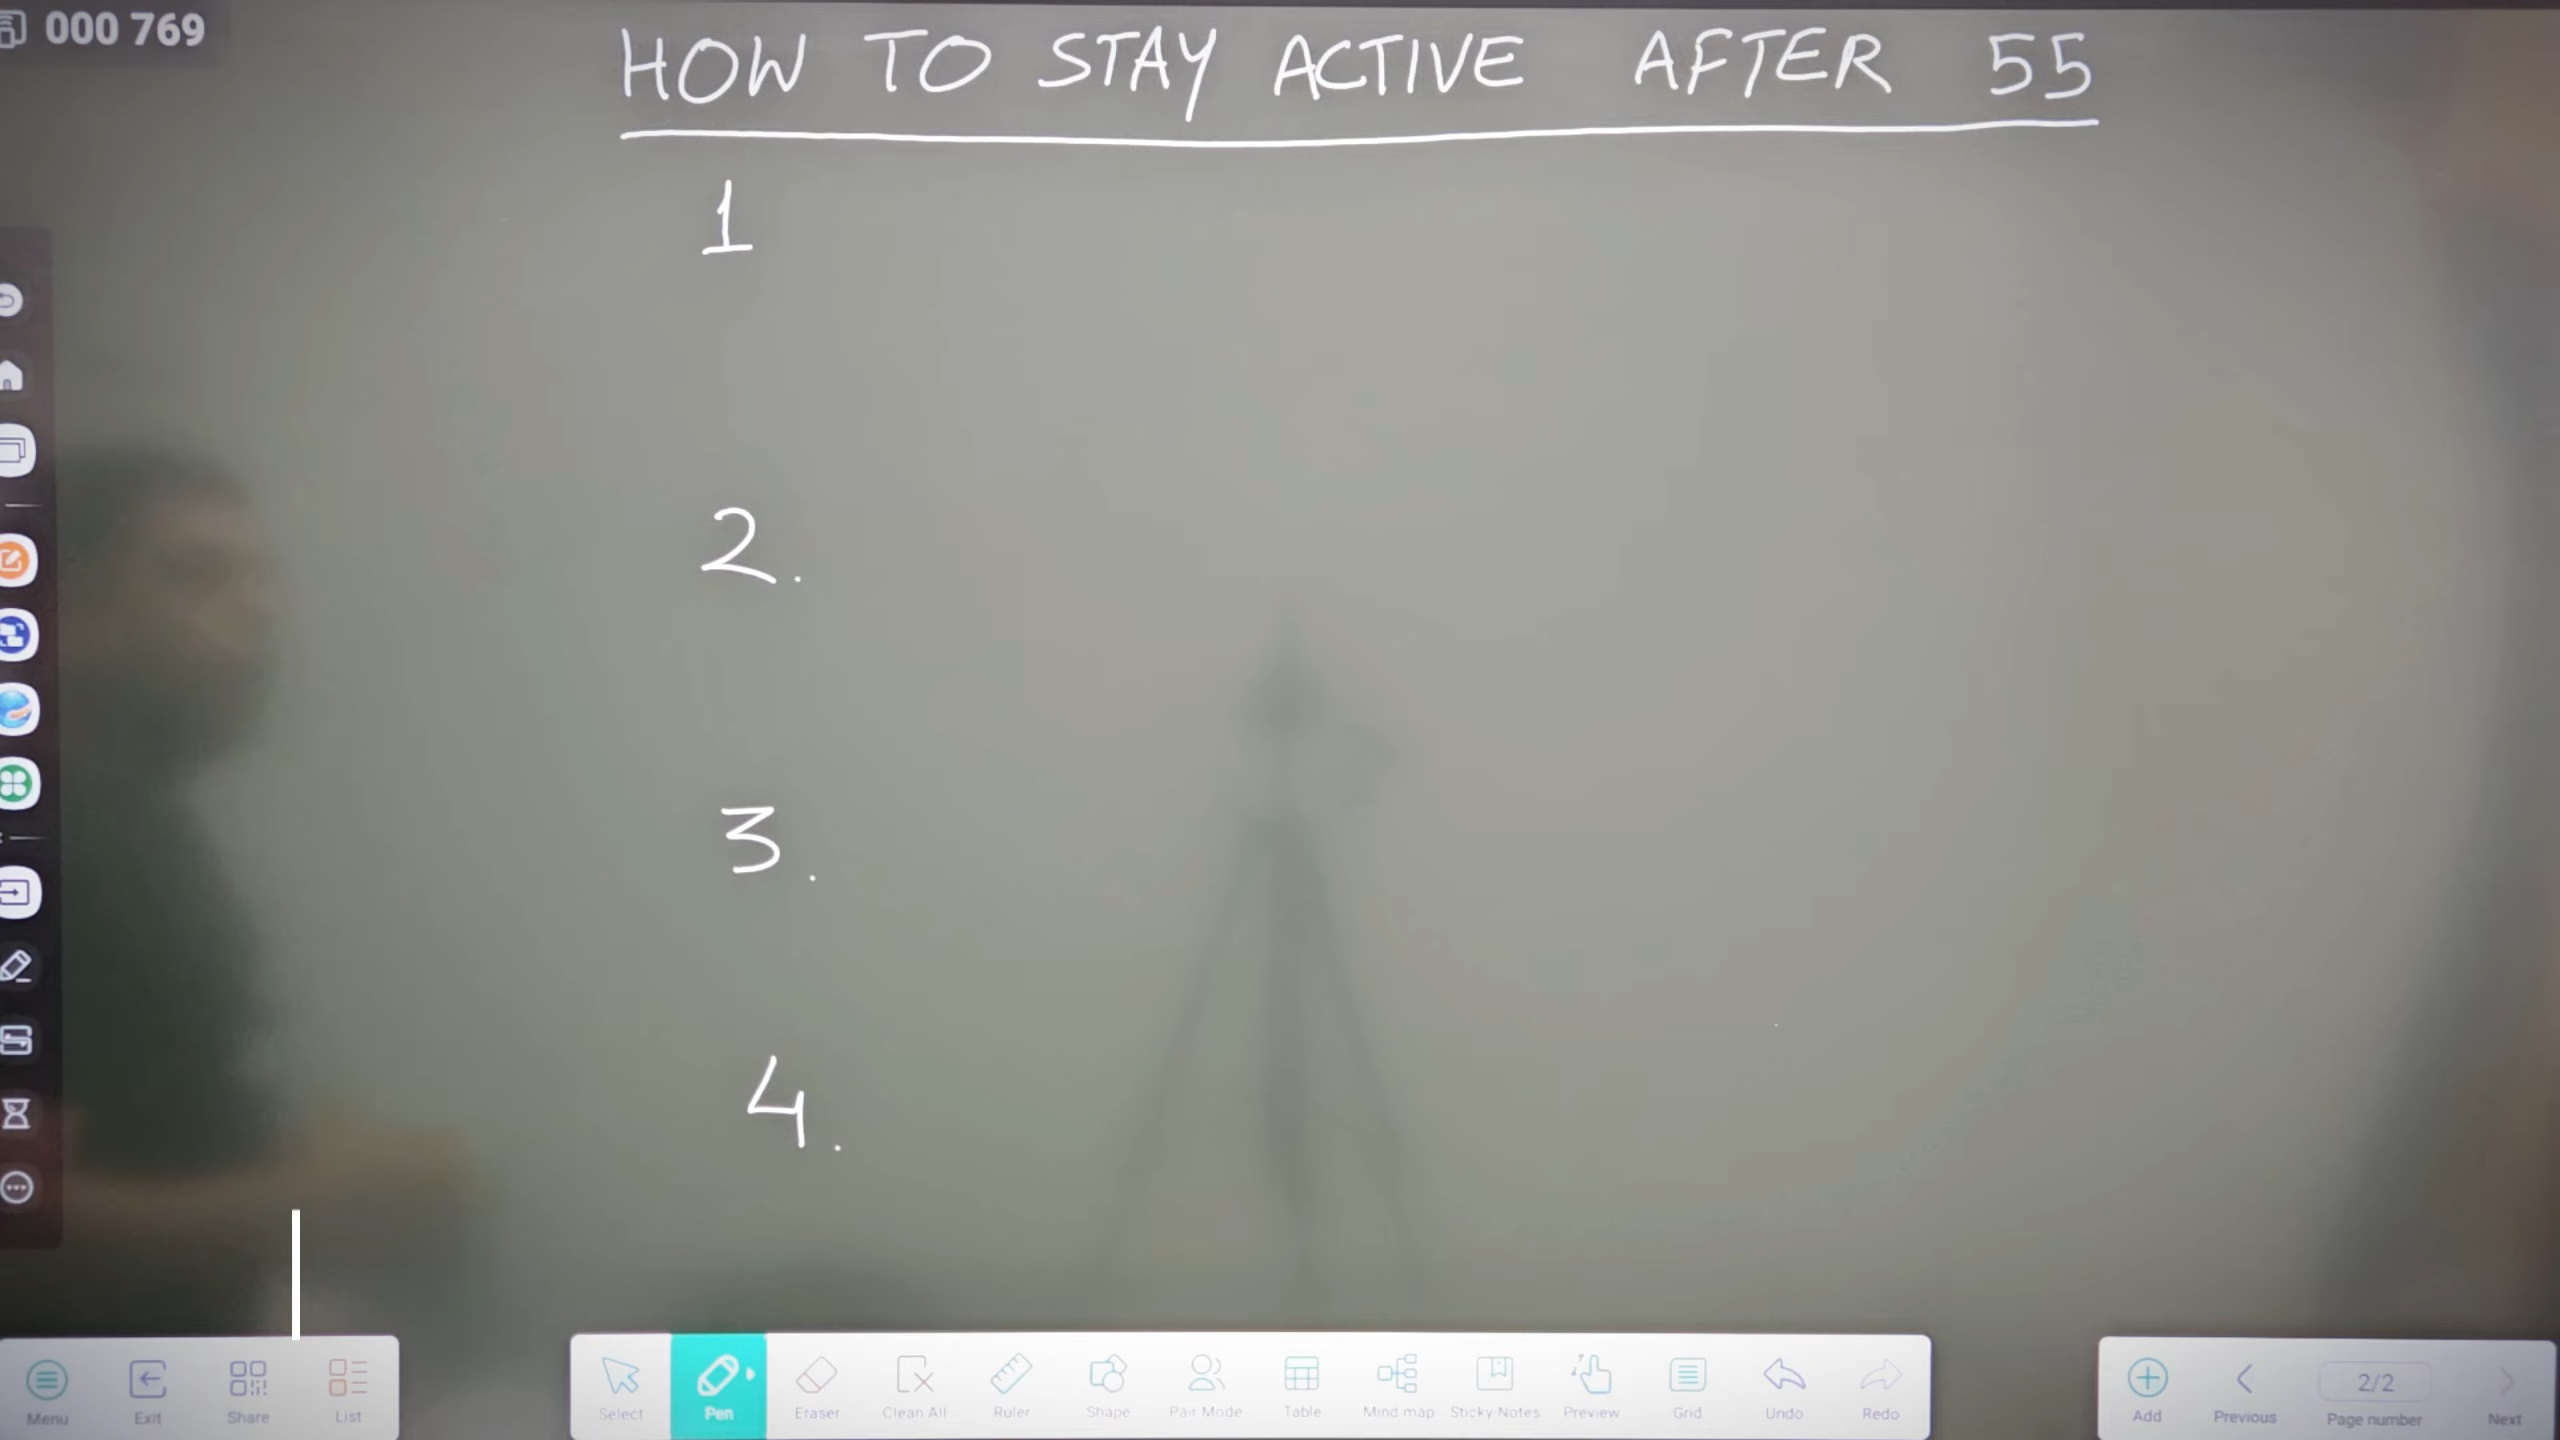 000 769
HOW TO STAY ACTIVE AFTER 55
1
2.
3.
4.
Menu Exit Share List
Select Pen Eraser Clean All Ruler Shape Pair Mode Table Mind map Sticky Notes Preview Grid Undo Redo
Add Previous 2/2 Page number Next